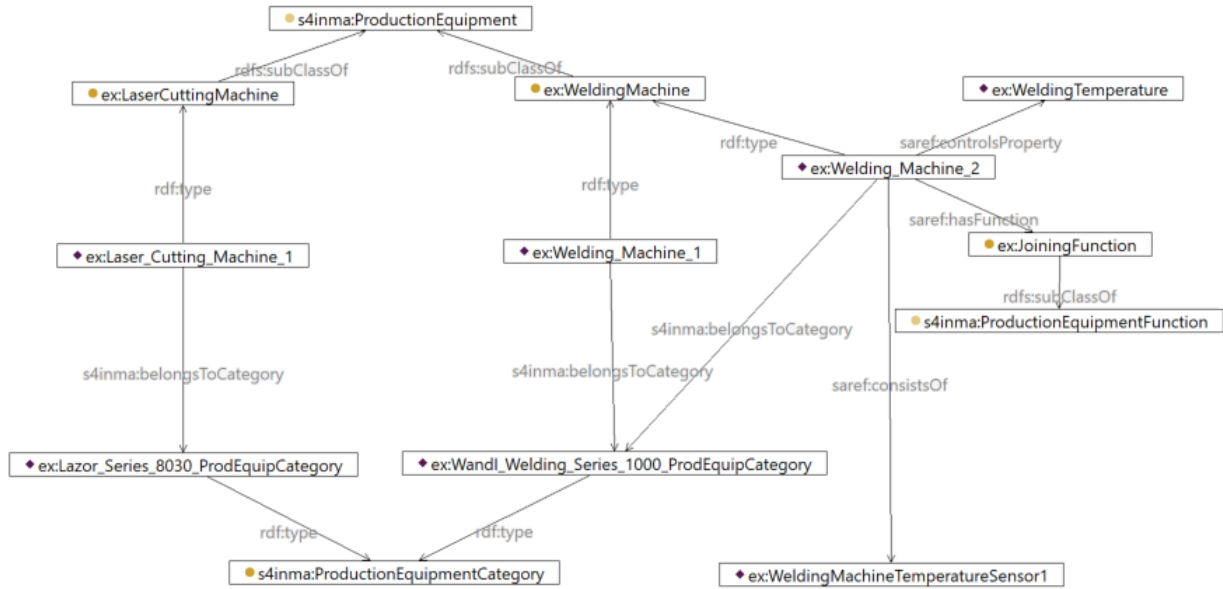 s4inma:ProductionEquipment
rdfs:subClassOf
rdfs:subClassOf
ex:LaserCuttingMachine
ex:WeldingMachine
ex:WeldingTemperature
rdf:type
saref:controlsProperty
ex:Welding_Machine_2
rdf:type
rdf:type
saref:hasFunction
ex:JoiningFunction
ex:Laser_Cutting_Machine_1
ex:Welding_Machine_1
rdfs:subClassOf
s4inma:ProductionEquipmentFunction
s4inma:belongsToCategory
s4inma:belongsToCategory
s4inma:belongsToCategory
saref:consistsOf
ex:Lazor_Series_8030_ProdEquipCategory
ex:Wandl_Welding_Series_1000_ProdEquipCategory
rdf:type
rdf:type
s4inma:ProductionEquipmentCategory
ex:WeldingMachineTemperatureSensor1